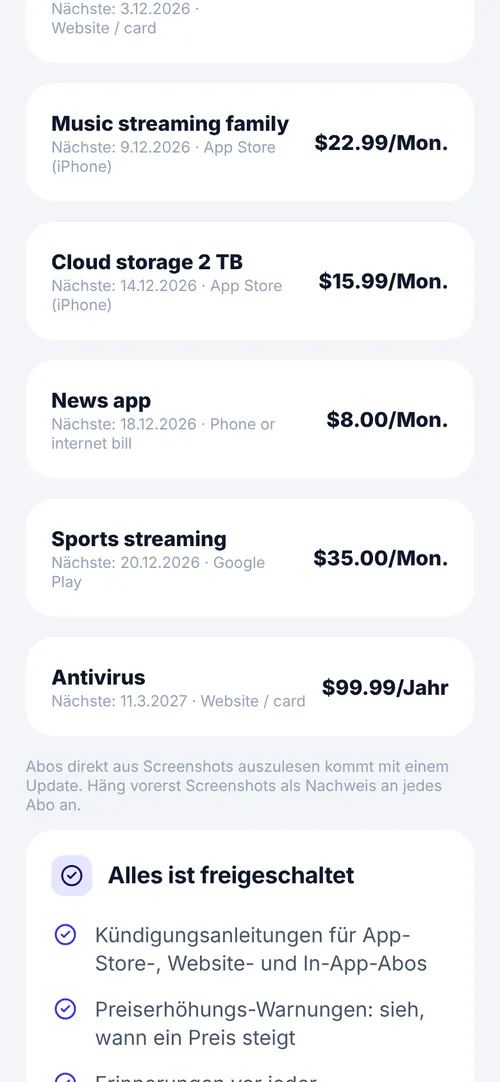 Nächste: 3.12.2026 ·
Website / card
Music streaming family
Nächste: 9.12.2026 · App Store
(iPhone)
$22.99/Mon.
Cloud storage 2 TB
Nächste: 14.12.2026 · App Store
(iPhone)
$15.99/Mon.
News app
Nächste: 18.12.2026 · Phone or
internet bill
$8.00/Mon.
Sports streaming
Nächste: 20.12.2026 · Google
Play
$35.00/Mon.
Antivirus
Nächste: 11.3.2027 · Website / card
$99.99/Jahr
Abos direkt aus Screenshots auszulesen kommt mit einem
Update. Häng vorerst Screenshots als Nachweis an jedes
Abo an.
Alles ist freigeschaltet
Kündigungsanleitungen für App-
Store-, Website- und In-App-Abos
Preiserhöhungs-Warnungen: sieh,
wann ein Preis steigt
Erinnerungen vor jeder